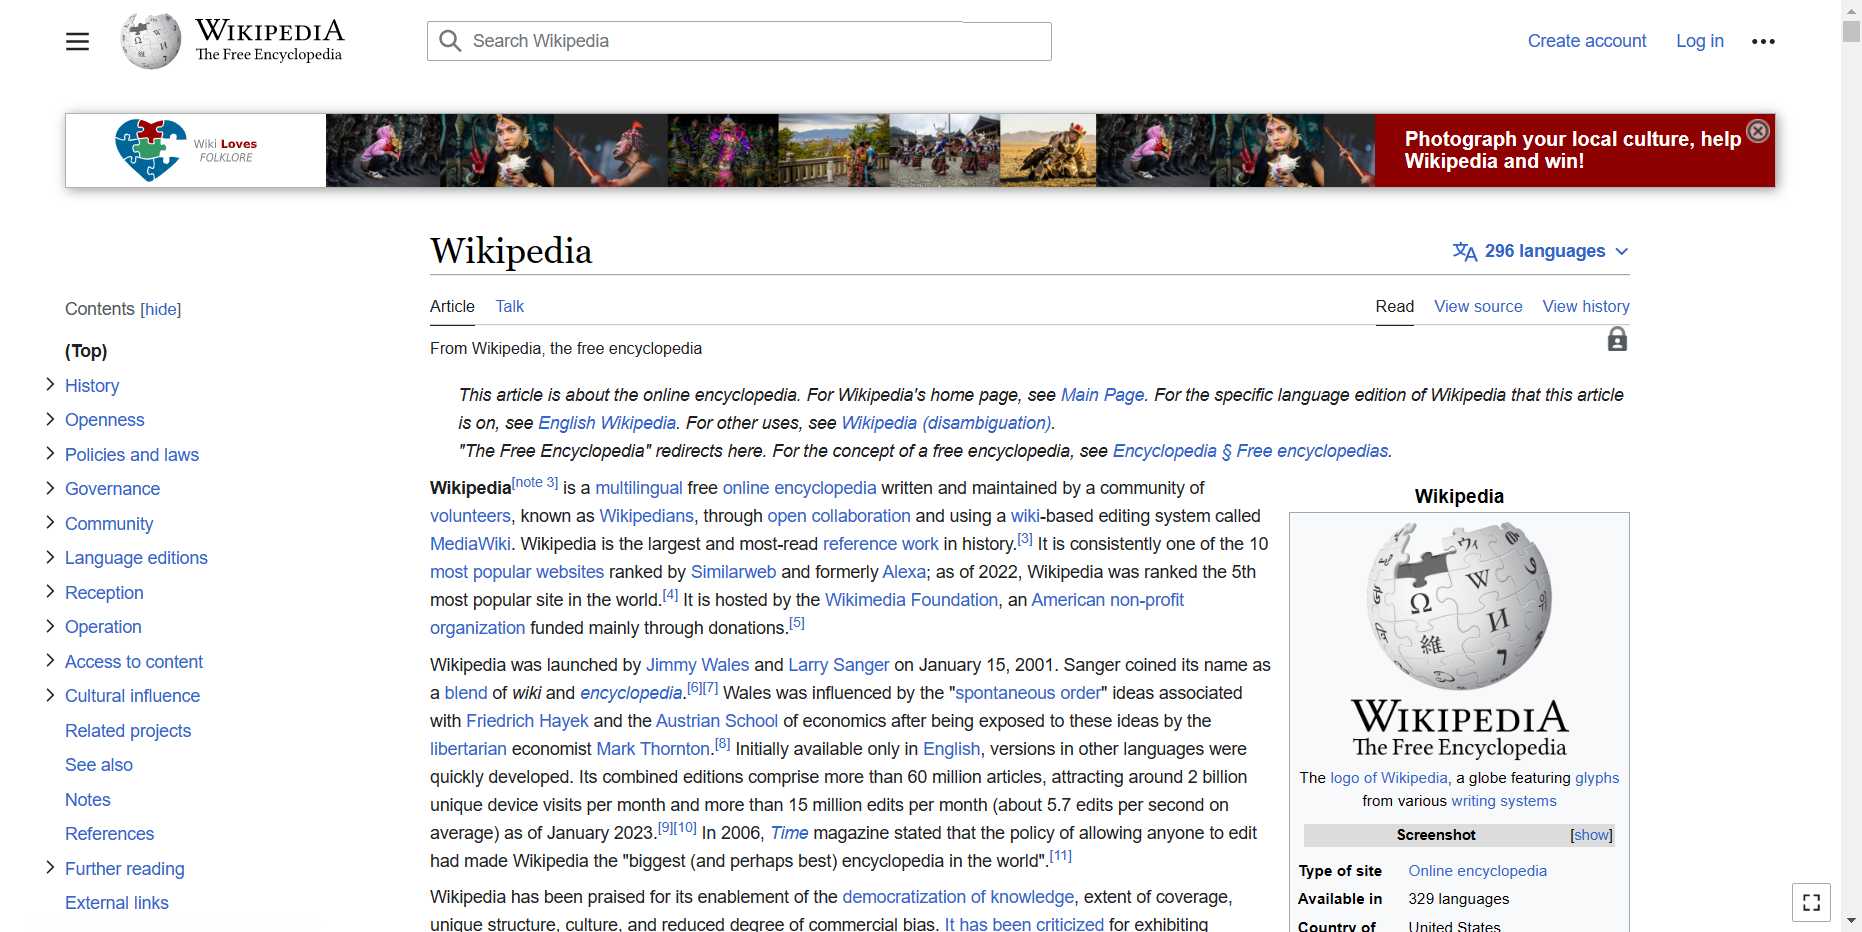 WIKIPEDIA
The Free Encyclopedia
Search Wikipedia
Create account
Log in
Wiki Loves
FOLKLORE
Photograph your local culture, help
Wikipedia and win!
Wikipedia
296 languages
Contents [hide]
(Top)
History
Openness
Policies and laws
Governance
Community
Language editions
Reception
Operation
Access to content
Cultural influence
Related projects
See also
Notes
References
Further reading
External links
Article Talk
Read View source View history
From Wikipedia, the free encyclopedia
This article is about the online encyclopedia. For Wikipedia's home page, see Main Page. For the specific language edition of Wikipedia that this article
is on, see English Wikipedia. For other uses, see Wikipedia (disambiguation).
"The Free Encyclopedia" redirects here. For the concept of a free encyclopedia, see Encyclopedia § Free encyclopedias.
Wikipedia[note 3] is a multilingual free online encyclopedia written and maintained by a community of
volunteers, known as Wikipedians, through open collaboration and using a wiki-based editing system called
MediaWiki. Wikipedia is the largest and most-read reference work in history.[3] It is consistently one of the 10
most popular websites ranked by Similarweb and formerly Alexa; as of 2022, Wikipedia was ranked the 5th
most popular site in the world.[4] It is hosted by the Wikimedia Foundation, an American non-profit
organization funded mainly through donations.[5]
Wikipedia was launched by Jimmy Wales and Larry Sanger on January 15, 2001. Sanger coined its name as
a blend of wiki and encyclopedia.[6][7] Wales was influenced by the "spontaneous order" ideas associated
with Friedrich Hayek and the Austrian School of economics after being exposed to these ideas by the
libertarian economist Mark Thornton.[8] Initially available only in English, versions in other languages were
quickly developed. Its combined editions comprise more than 60 million articles, attracting around 2 billion
unique device visits per month and more than 15 million edits per month (about 5.7 edits per second on
average) as of January 2023.[9][10] In 2006, Time magazine stated that the policy of allowing anyone to edit
had made Wikipedia the "biggest (and perhaps best) encyclopedia in the world".[11]
Wikipedia has been praised for its enablement of the democratization of knowledge, extent of coverage,
unique structure, culture, and reduced degree of commercial bias. It has been criticized for exhibiting
Wikipedia
Ω W И 維
WIKIPEDIA
The Free Encyclopedia
The logo of Wikipedia, a globe featuring glyphs
from various writing systems
Screenshot [show]
Type of site Online encyclopedia
Available in 329 languages
Country of United States